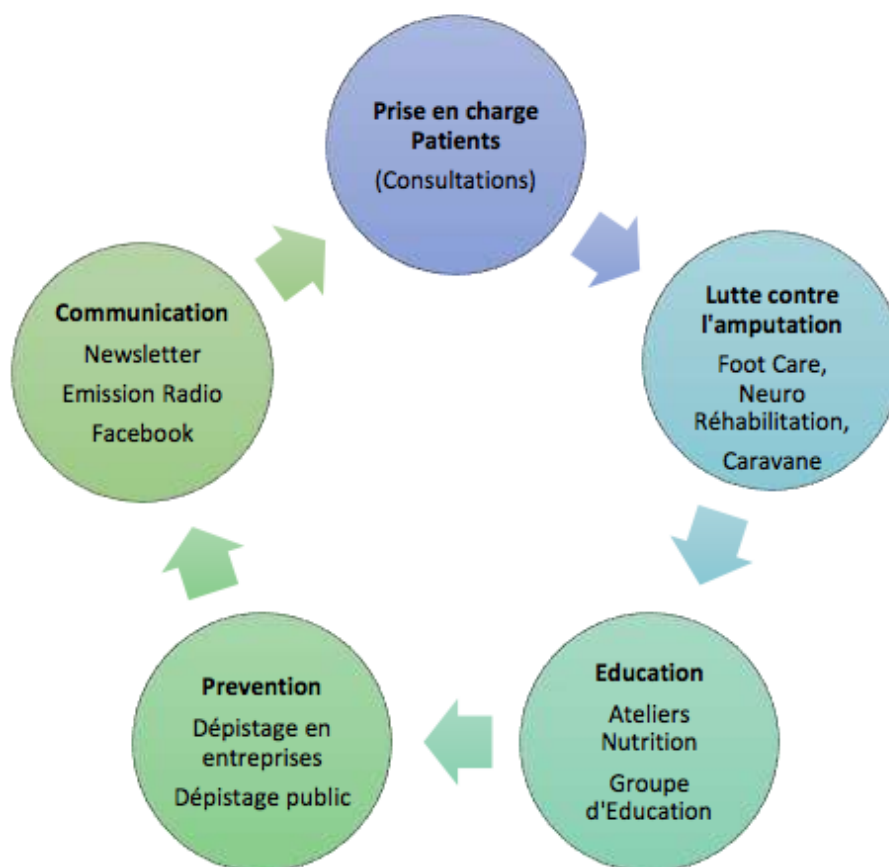 Prise en charge
Patients
(Consultations)
Lutte contre
l'amputation
Foot Care,
Neuro
Réhabilitation,
Caravane
Education
Ateliers
Nutrition
Groupe
d'Education
Prevention
Dépistage en
entreprises
Dépistage public
Communication
Newsletter
Emission Radio
Facebook